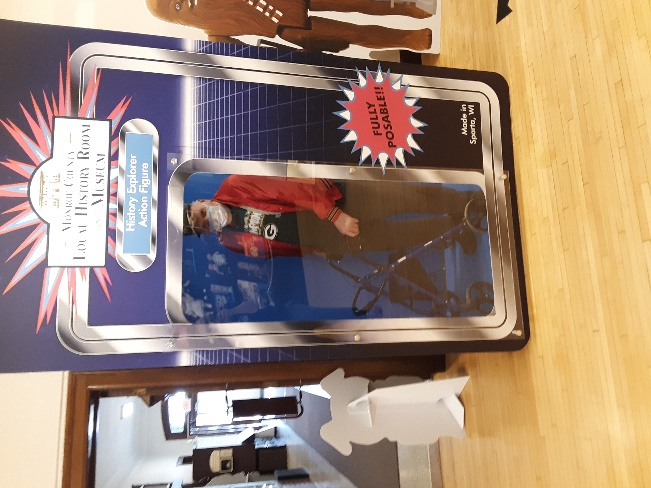 MONROE COUNTY
LOCAL HISTORY ROOM
MUSEUM
History Explorer
Action Figure
FULLY
POSABLE!!
Made in
Sparta, WI
G